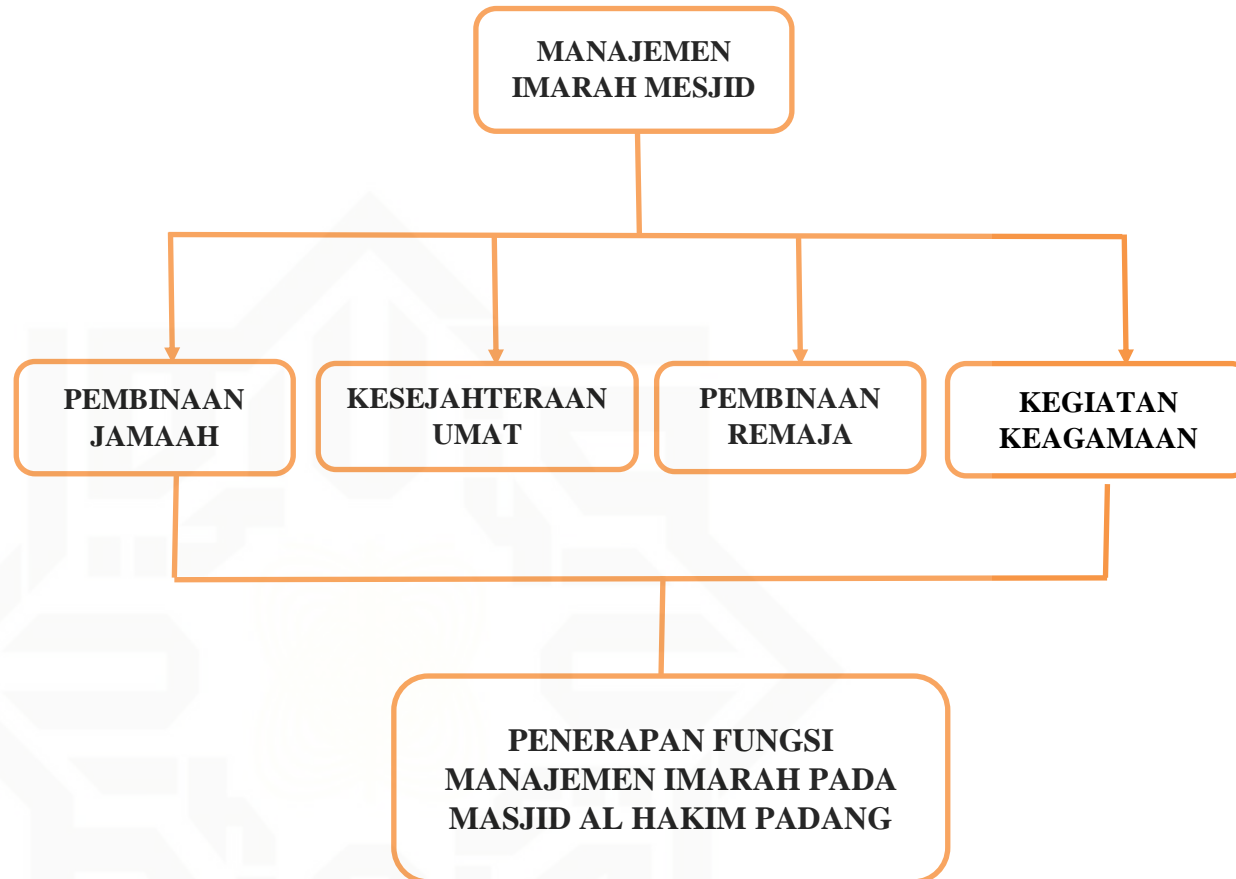 MANAJEMEN
IMARAH MESJID
PEMBINAAN
JAMAAH
KESEJAHTERAAN
UMAT
PEMBINAAN
REMAJA
KEGIATAN
KEAGAMAAN
PENERAPAN FUNGSI
MANAJEMEN IMARAH PADA
MASJID AL HAKIM PADANG